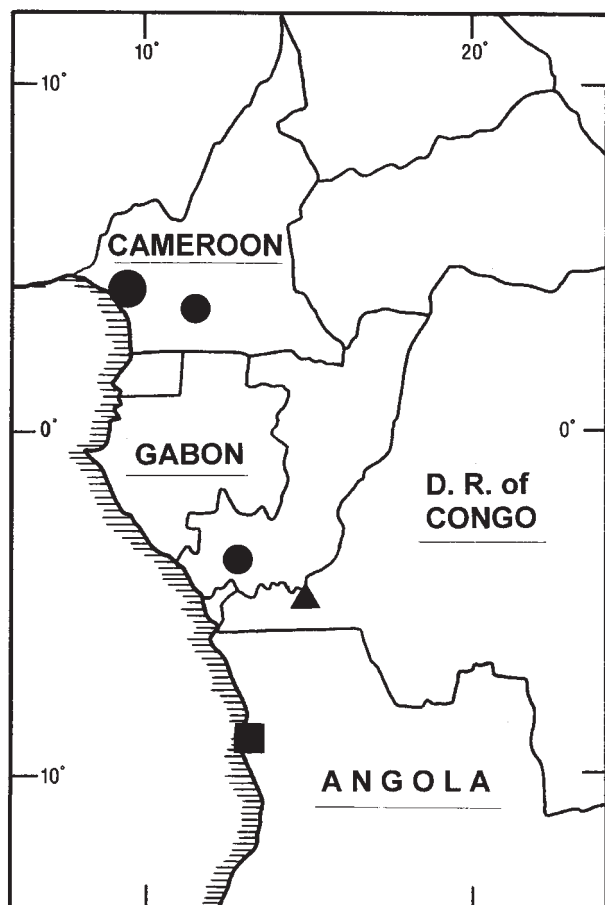 10° 20°
10°
CAMEROON
0° 0°
GABON
D. R. of
CONGO
10°
ANGOLA